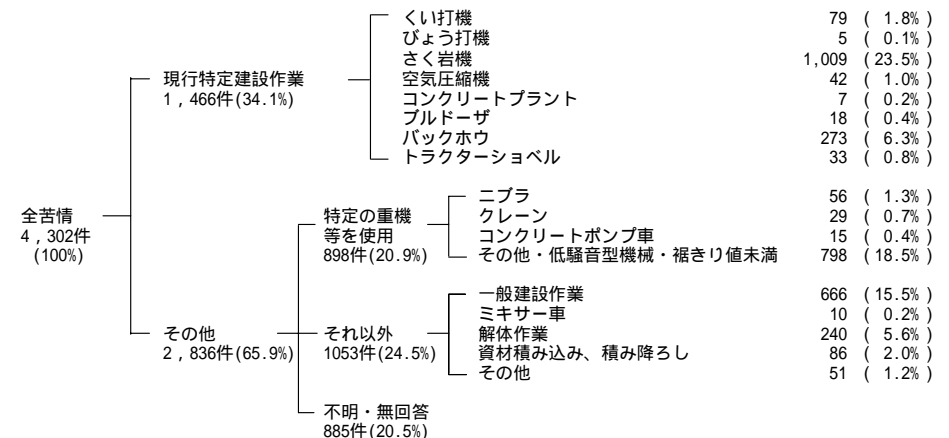 くい打機 79 ( 1.8% )
びょう打機 5 ( 0.1% )
さく岩機 1,009 (23.5% )
現行特定建設作業 空気圧縮機 42 ( 1.0% )
1，466件(34.1%) コンクリートプラント 7 ( 0.2% )
ブルドーザ 18 ( 0.4% )
バックホウ 273 ( 6.3% )
トラクターショベル 33 ( 0.8% )
ニブラ 56 ( 1.3% )
全苦情 特定の重機 クレーン 29 ( 0.7% )
4，302件 等を使用 コンクリートポンプ車 15 ( 0.4% )
(100%) 898件(20.9%) その他・低騒音型機械・裾きり値未満 798 (18.5% )
一般建設作業 666 (15.5% )
ミキサー車 10 ( 0.2% )
その他 それ以外 解体作業 240 ( 5.6% )
2，836件(65.9%) 1053件(24.5%) 資材積み込み、積み降ろし 86 ( 2.0% )
その他 51 ( 1.2% )
不明・無回答
885件(20.5%)